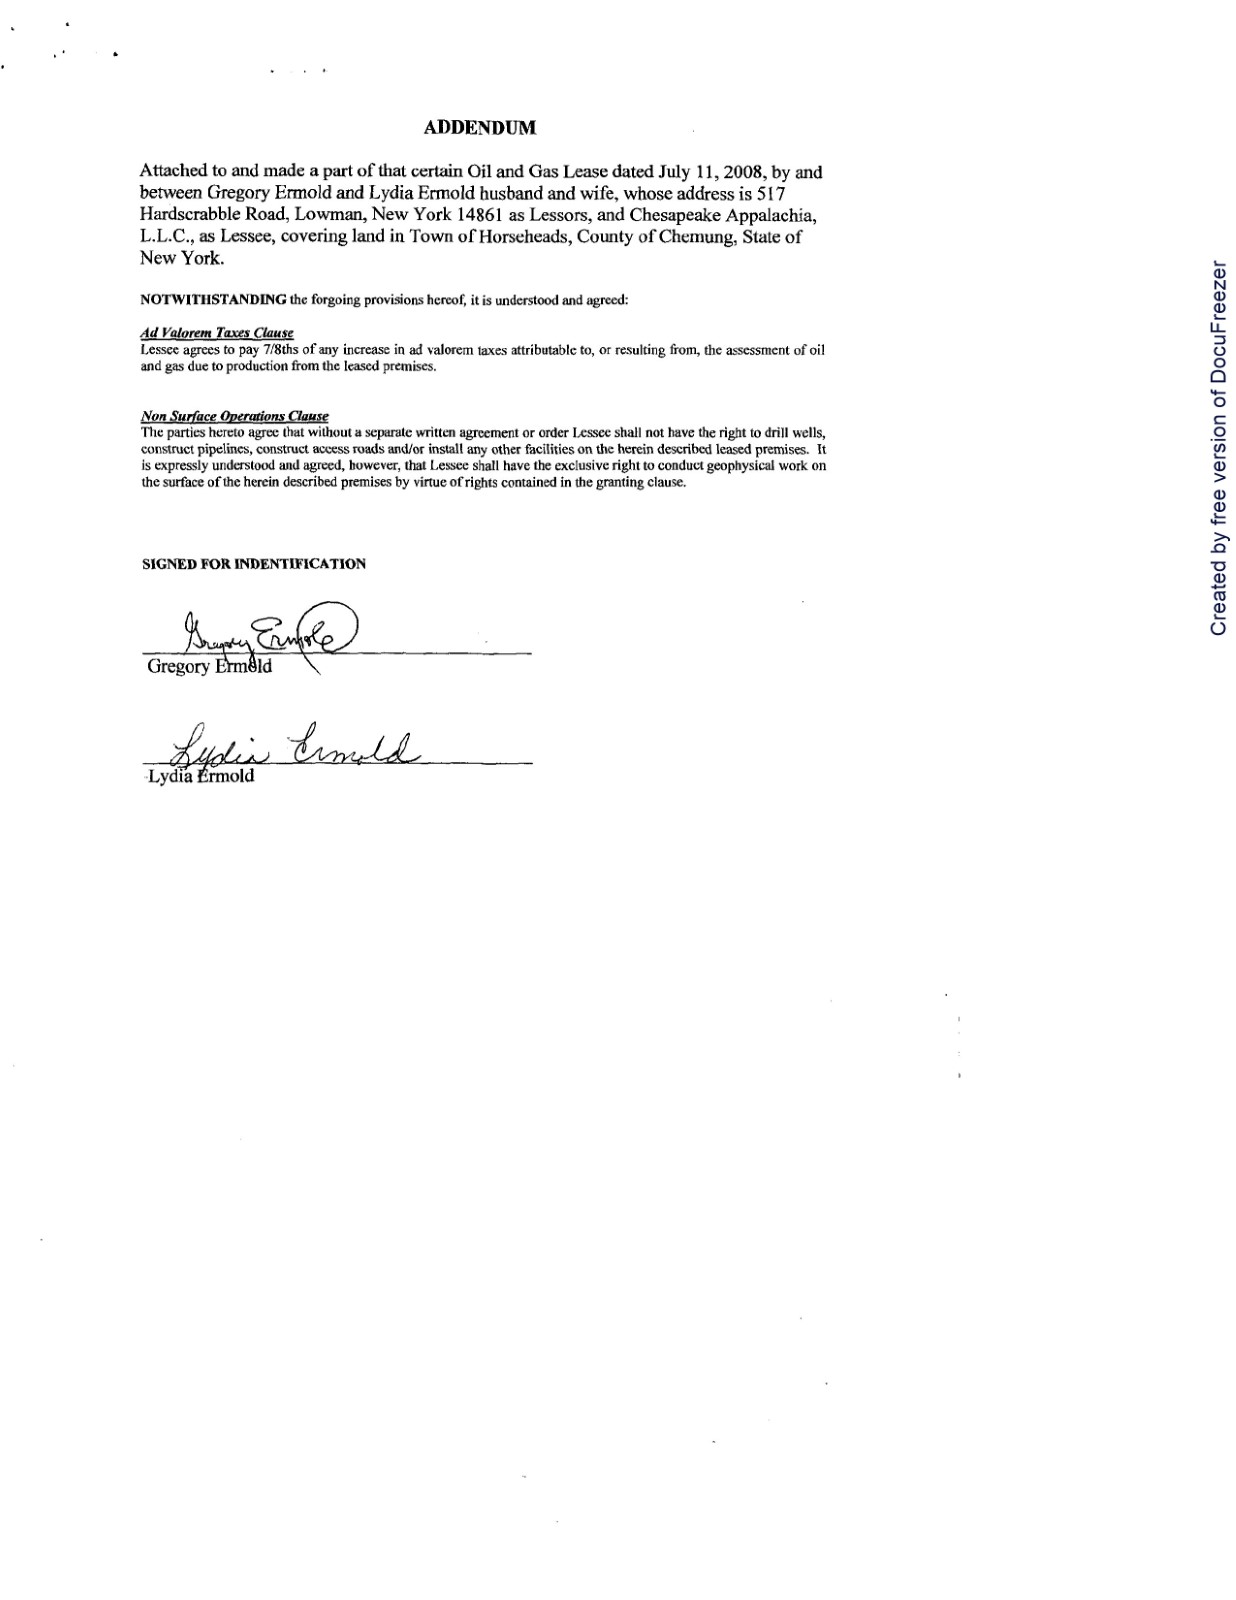 ADDENDUM
Attached to and made a part of that certain Oil and Gas Lease dated July 11, 2008, by and
between Gregory Ermold and Lydia Ermold husband and wife, whose address is 517
Hardscrabble Road, Lowman, New York 14861 as Lessors, and Chesapeake Appalachia,
L.L.C., as Lessee, covering land in Town of Horseheads, County of Chemung, State of
New York.
NOTWITHSTANDING the forgoing provisions hereof, it is understood and agreed:
Ad Valorem Taxes Clause
Lessee agrees to pay 7/8ths of any increase in ad valorem taxes attributable to, or resulting from, the assessment of oil
and gas due to production from the leased premises.
Non Surface Operations Clause
The parties hereto agree that without a separate written agreement or order Lessee shall not have the right to drill wells,
construct pipelines, construct access roads and/or install any other facilities on the herein described leased premises. It
is expressly understood and agreed, however, that Lessee shall have the exclusive right to conduct geophysical work on
the surface of the herein described premises by virtue of rights contained in the granting clause.
SIGNED FOR INDENTIFICATION
Gregory Ermold
Gregory Ermold
Lydia Ermold
Lydia Ermold
Created by free version of DocuFreezer